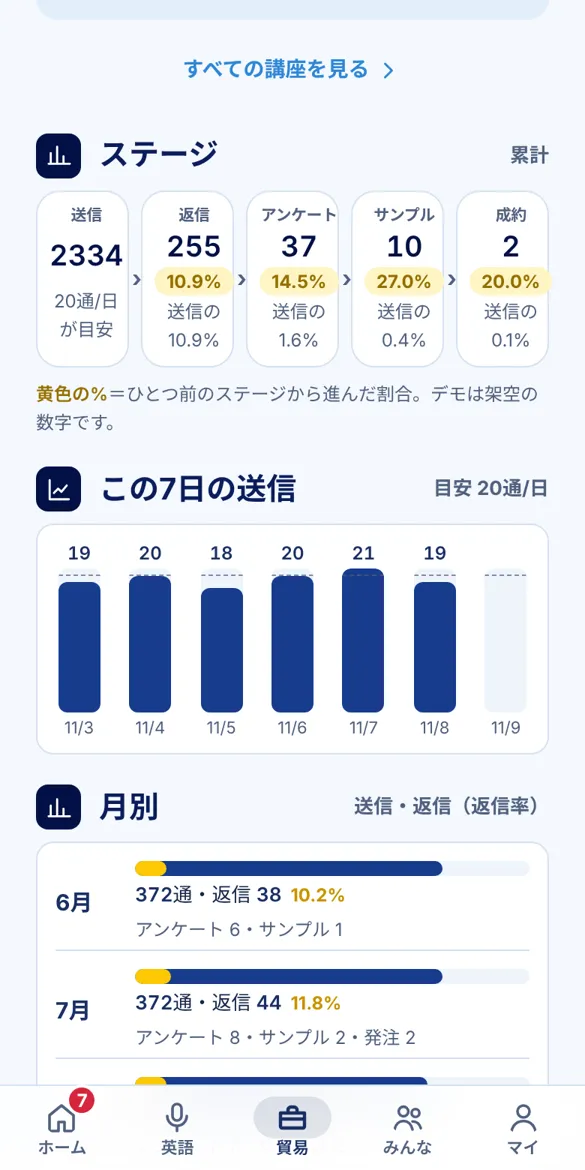 すべての講座を見る
ステージ
累計
送信
返信
アンケート
サンプル
成約
2334
255
37
10
2
10.9%
14.5%
27.0%
20.0%
20通/日
が目安
送信の
10.9%
送信の
1.6%
送信の
0.4%
送信の
0.1%
黄色の%＝ひとつ前のステージから進んだ割合。デモは架空の
数字です。
この7日の送信
目安 20通/日
19 20 18 20 21 19
11/3 11/4 11/5 11/6 11/7 11/8 11/9
月別
送信・返信（返信率）
6月
372通・返信 38 10.2%
アンケート 6・サンプル 1
7月
372通・返信 44 11.8%
アンケート 8・サンプル 2・発注 2
7
ホーム
英語
貿易
みんな
マイ